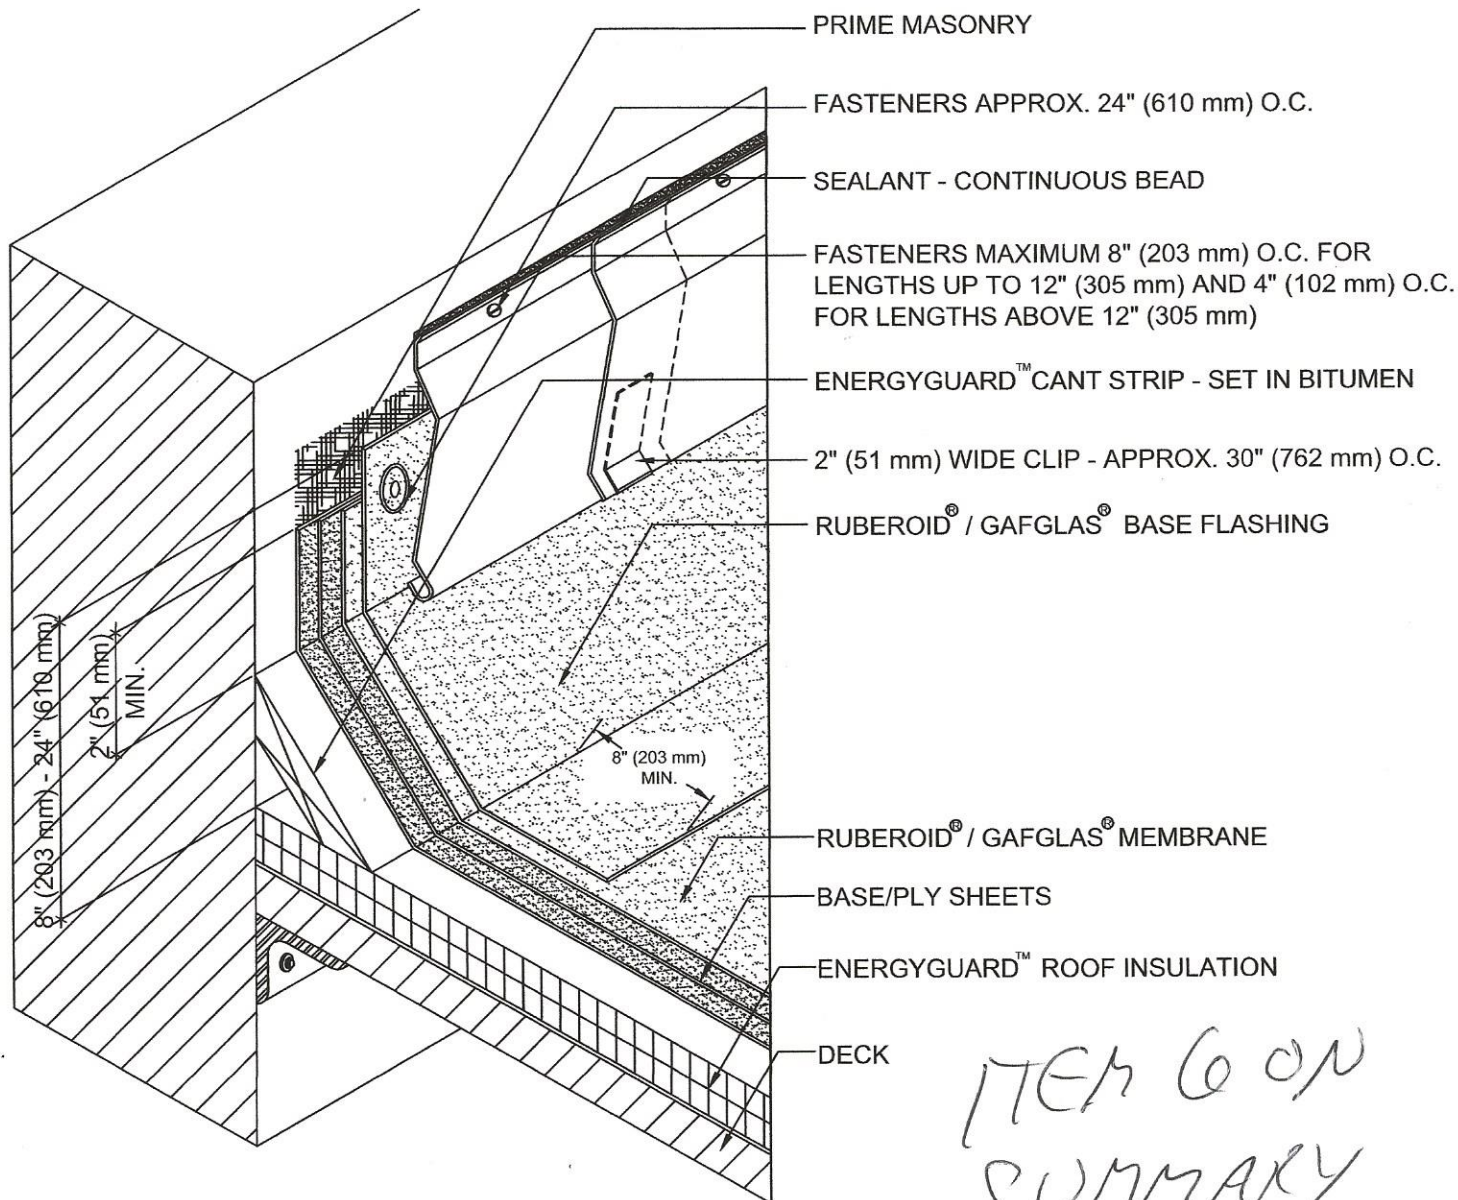 PRIME MASONRY
FASTENERS APPROX. 24" (610 mm) O.C.
SEALANT - CONTINUOUS BEAD
FASTENERS MAXIMUM 8" (203 mm) O.C. FOR
LENGTHS UP TO 12" (305 mm) AND 4" (102 mm) O.C.
FOR LENGTHS ABOVE 12" (305 mm)
ENERGYGUARD™ CANT STRIP - SET IN BITUMEN
2" (51 mm) WIDE CLIP - APPROX. 30" (762 mm) O.C.
RUBEROID® / GAFGLAS® BASE FLASHING
8" (203 mm) - 24" (610 mm)
2" (51 mm)
MIN.
8" (203 mm)
MIN.
RUBEROID® / GAFGLAS® MEMBRANE
BASE/PLY SHEETS
ENERGYGUARD™ ROOF INSULATION
DECK
ITEM 6 ON
SUMMARY